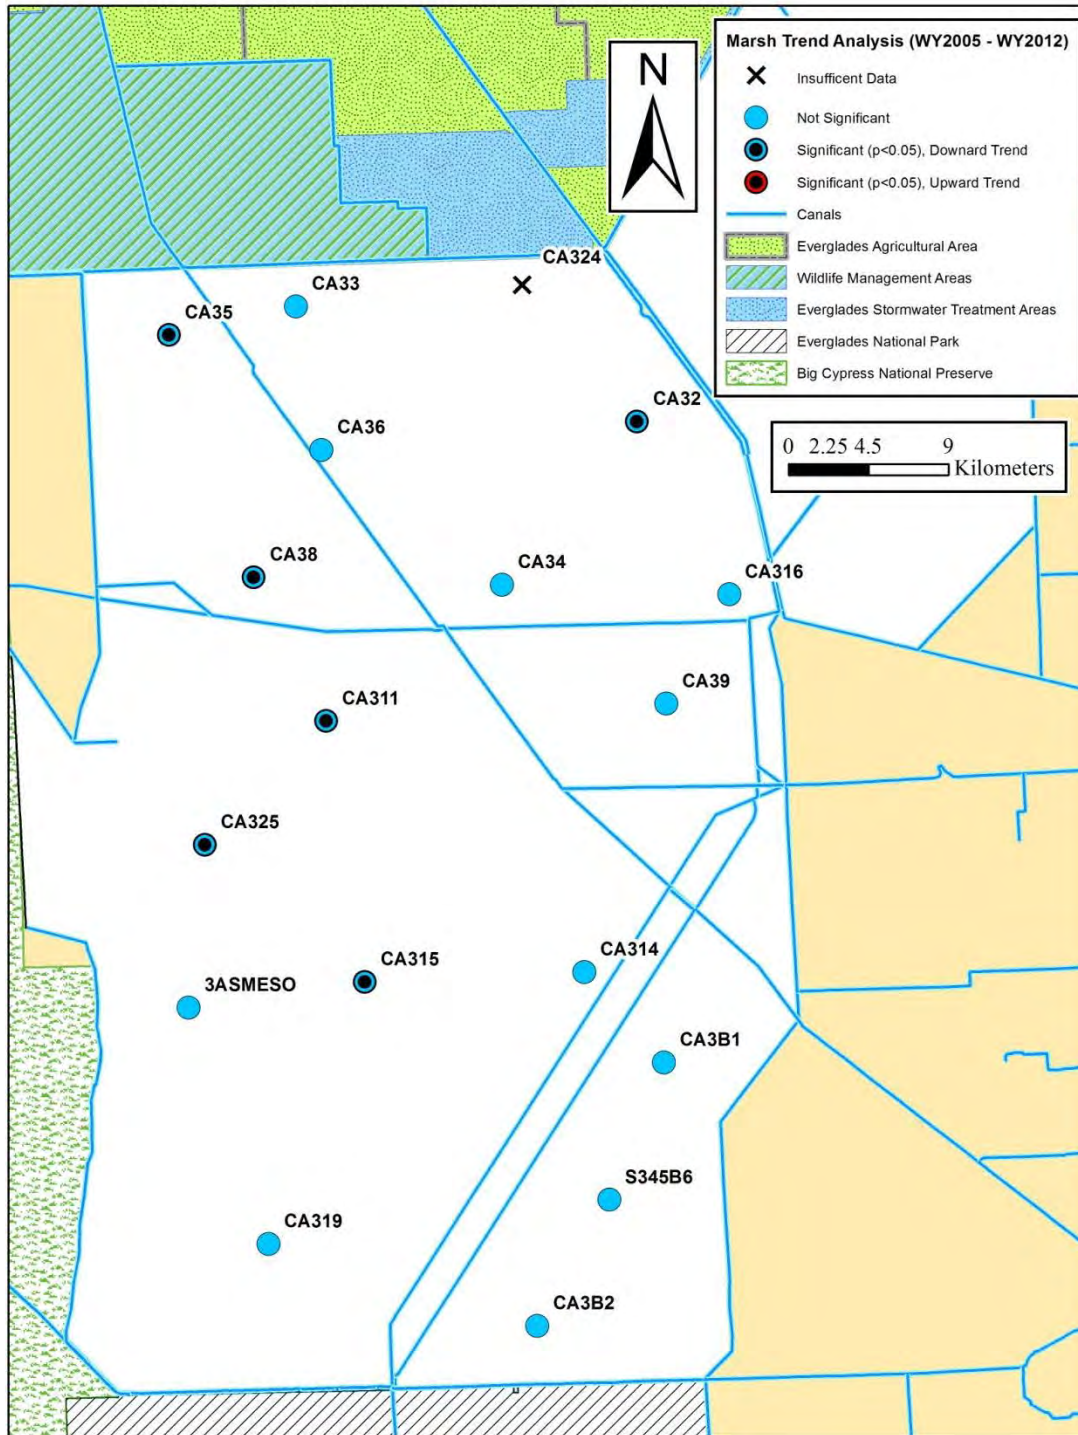 Marsh Trend Analysis (WY2005 - WY2012)
N
Insufficent Data
Not Significant
Significant (p<0.05), Downard Trend
Significant (p<0.05), Upward Trend
Canals
Everglades Agricultural Area
Wildlife Management Areas
Everglades Stormwater Treatment Areas
Everglades National Park
Big Cypress National Preserve
CA324
CA33
CA35
CA32
CA36
0 2.25 4.5 9
Kilometers
CA38
CA34
CA316
CA39
CA311
CA325
CA314
CA315
3ASMESO
CA3B1
S345B6
CA319
CA3B2